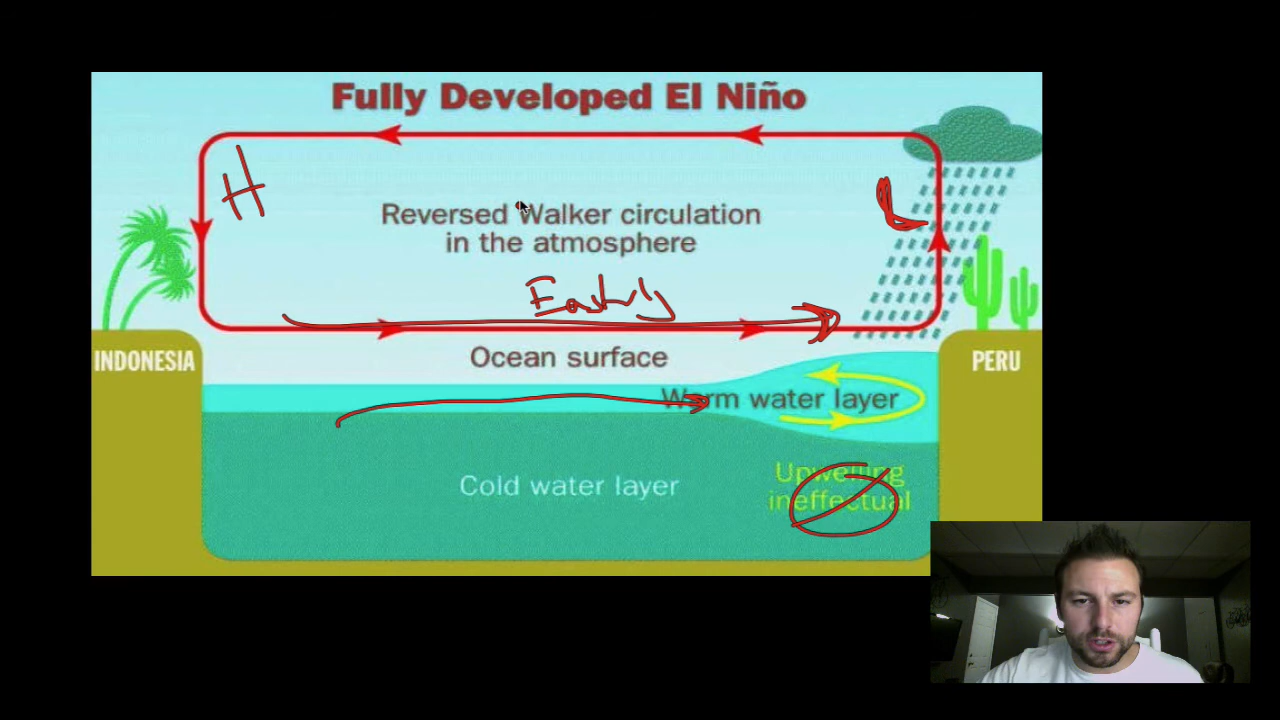 Fully Developed El Niño
H
L
Reversed Walker circulation
in the atmosphere
Easterly
INDONESIA
Ocean surface
PERU
Warm water layer
Cold water layer
Upwelling
ineffectual